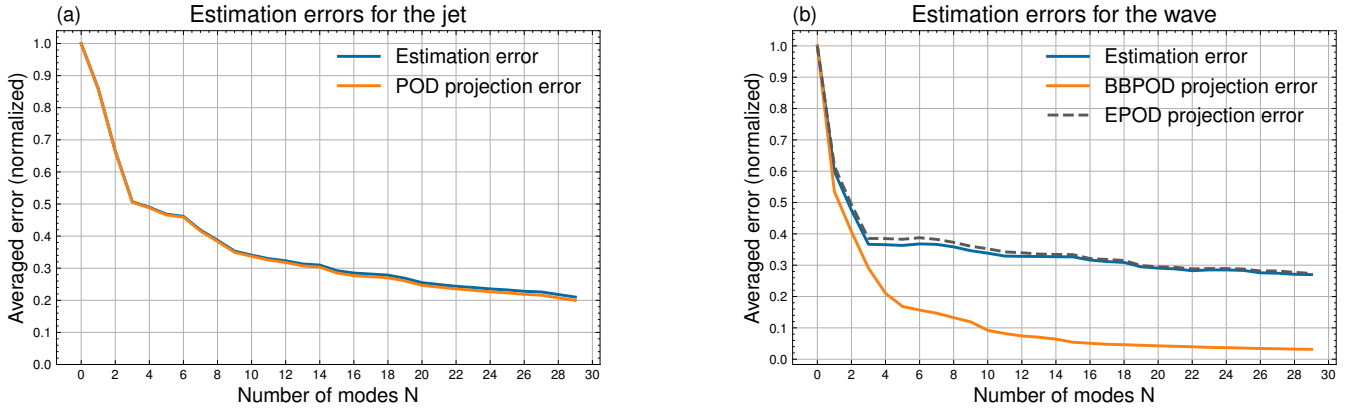 (a) Estimation errors for the jet
Estimation error
POD projection error
Averaged error (normalized)
1.0
0.9
0.8
0.7
0.6
0.5
0.4
0.3
0.2
0.1
0.0
0 2 4 6 8 10 12 14 16 18 20 22 24 26 28 30
Number of modes N
(b) Estimation errors for the wave
Estimation error
BBPOD projection error
EPOD projection error
Averaged error (normalized)
1.0
0.9
0.8
0.7
0.6
0.5
0.4
0.3
0.2
0.1
0.0
0 2 4 6 8 10 12 14 16 18 20 22 24 26 28 30
Number of modes N